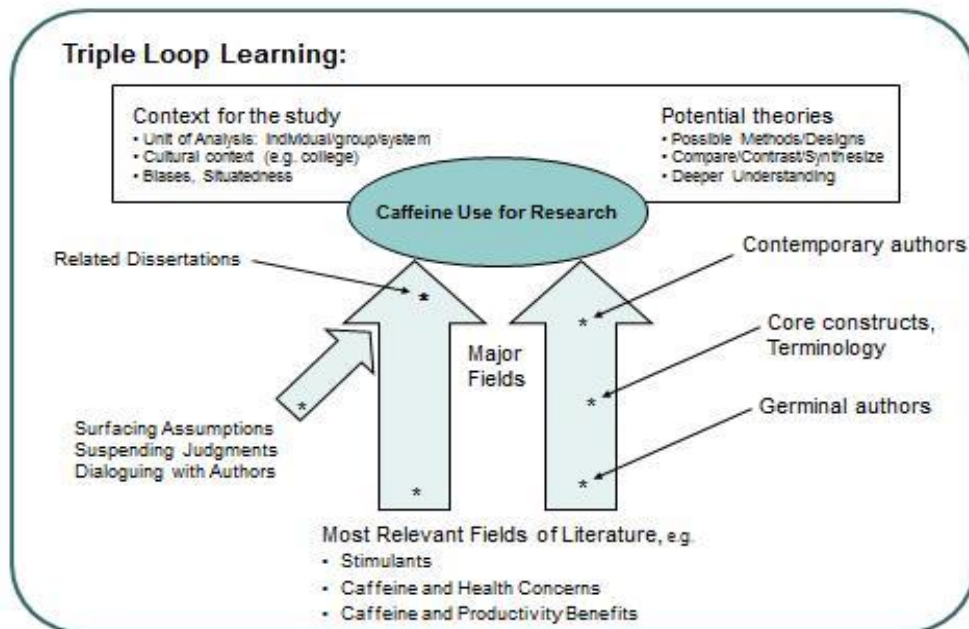 Triple Loop Learning:
Context for the study
• Unit of Analysis: Individual/group/system
• Cultural context (e.g. college)
• Biases, Situatedness
Potential theories
• Possible Methods/Designs
• Compare/Contrast/Synthesize
• Deeper Understanding
Caffeine Use for Research
Related Dissertations
Contemporary authors
*
*
Major
Fields
Core constructs,
Terminology
*
*
Germinal authors
Surfacing Assumptions
Suspending Judgments
Dialoguing with Authors
*
*
Most Relevant Fields of Literature, e.g.
• Stimulants
• Caffeine and Health Concerns
• Caffeine and Productivity Benefits